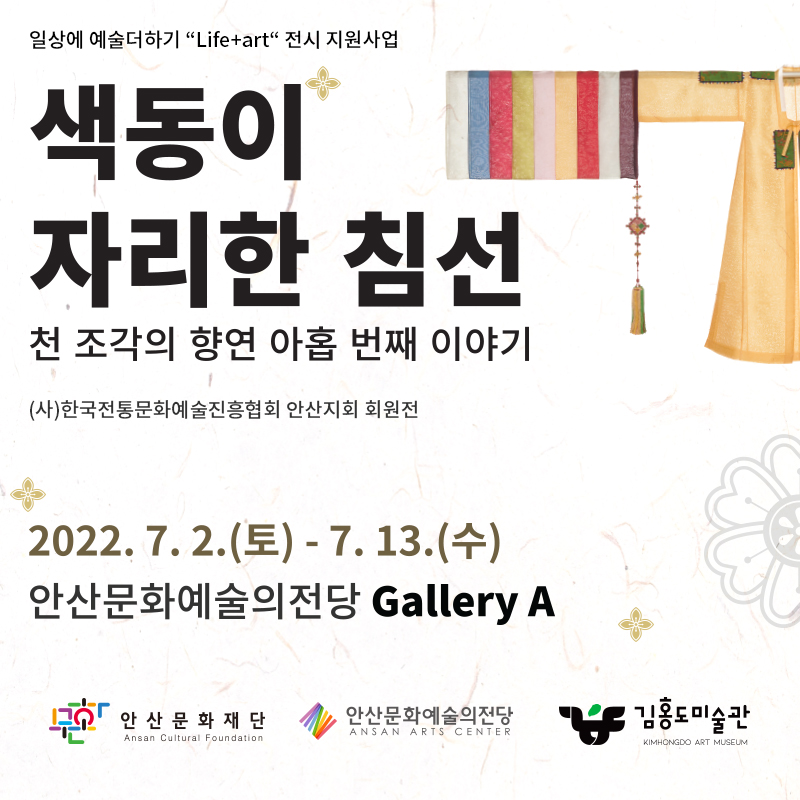 일상에 예술더하기 “Life+art“ 전시 지원사업
색동이
자리한 침선
천 조각의 향연 아홉 번째 이야기
(사)한국전통문화예술진흥협회 안산지회 회원전
2022. 7. 2.(토) - 7. 13.(수)
안산문화예술의전당 Gallery A
안산문화재단
Ansan Cultural Foundation
안산문화예술의전당
ANSAN ARTS CENTER
김홍도미술관
KIMHONGDO ART MUSEUM